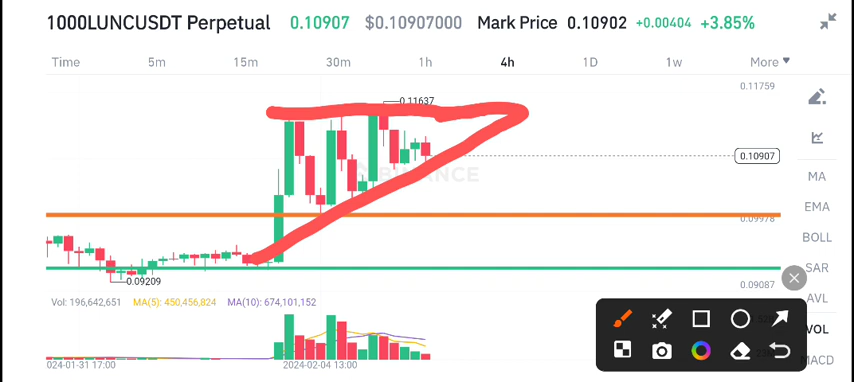 1000LUNCUSDT Perpetual 0.10907 $0.10907000 Mark Price 0.10902 +0.00404 +3.85%
Time 5m 15m 30m 1h 4h 1D 1w More
0.11759
0.11637
0.10907
BINANCE
MA
EMA
0.09978
BOLL
SAR
0.09209
0.09087
AVL
Vol: 196,642,651 MA(5): 450,456,824 MA(10): 674,101,152
VOL
MACD
024-01-31 17:00 2024-02-04 13:00